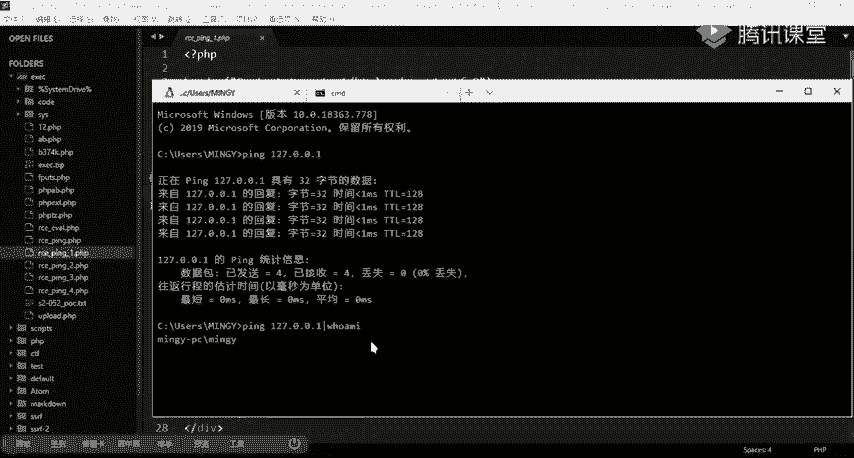 腾讯课堂
OPEN FILES
rce_ping_1.php
FOLDERS
exec
%SystemDrive%
code
sys
12.php
ab.php
b374k.php
exec.zip
fputs.php
phpext.php
rce_eval.php
rce_ping.php
rce_ping_1.php
rce_ping_2.php
rce_ping_3.php
rce_ping_4.php
s2-052_poc.txt
upload.php
scripts
php
ctf
test
default
Atom
markdown
ssrf
ssrf-2
1 <?php
../Users/MINGY
cmd
Microsoft Windows [版本 10.0.18363.778]
(c) 2019 Microsoft Corporation。保留所有权利。
C:\Users\MINGY>ping 127.0.0.1
正在 Ping 127.0.0.1 具有 32 字节的数据:
来自 127.0.0.1 的回复: 字节=32 时间<1ms TTL=128
来自 127.0.0.1 的回复: 字节=32 时间<1ms TTL=128
来自 127.0.0.1 的回复: 字节=32 时间<1ms TTL=128
来自 127.0.0.1 的回复: 字节=32 时间<1ms TTL=128
127.0.0.1 的 Ping 统计信息:
数据包: 已发送 = 4, 已接收 = 4, 丢失 = 0 (0% 丢失),
往返行程的估计时间(以毫秒为单位):
最短 = 0ms, 最长 = 0ms, 平均 = 0ms
C:\Users\MINGY>ping 127.0.0.1|whoami
mingy-pc\mingy
28 </div>
Spaces: 4
PHP